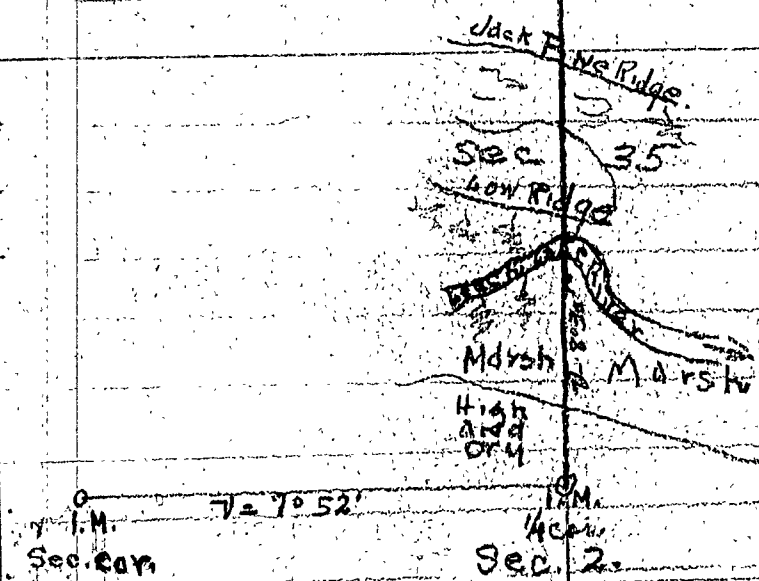 Jack Pine Ridge.
Sec 35
Low Ridge
River
Marsh
Marsh
High
And
Dry
V = 7° 52'
I.M.
I.M.
1/4 cor.
Sec. cor.
Sec. 2.